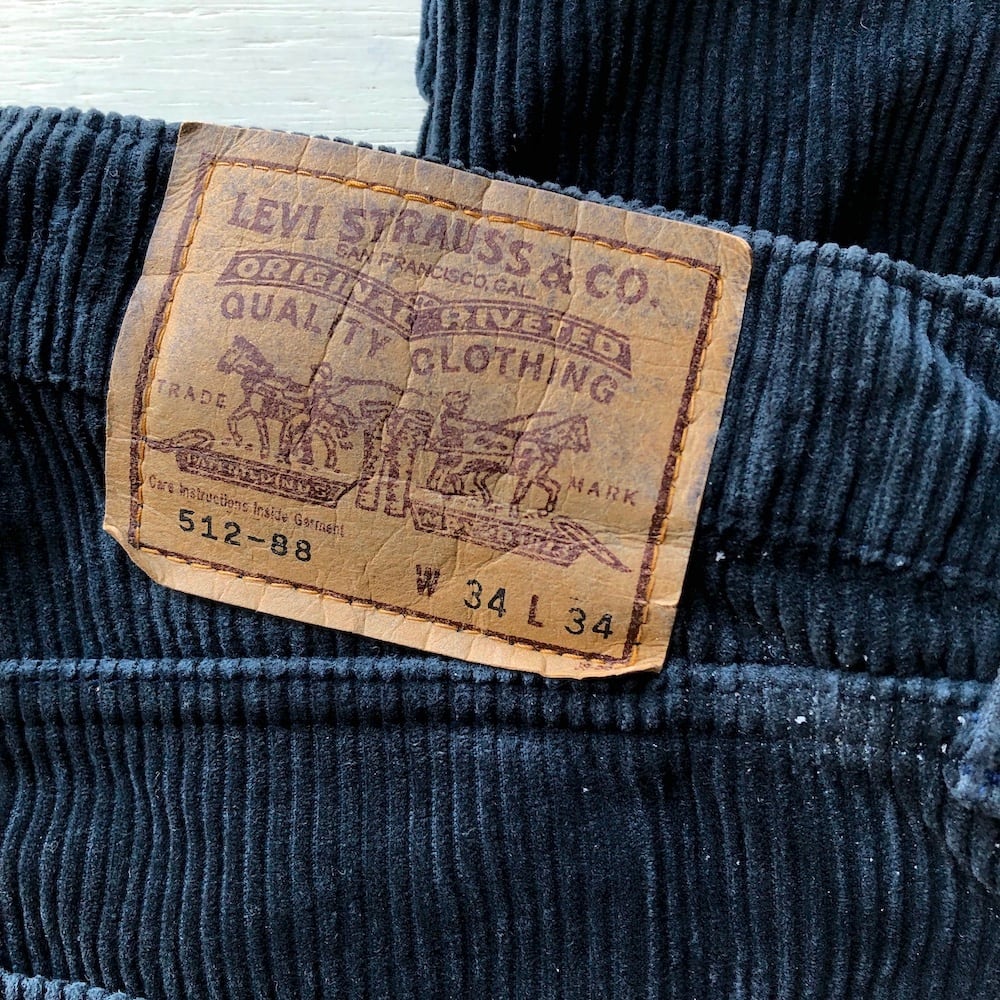 LEVI STRAUSS & CO.
SAN FRANCISCO, CAL.
ORIGINAL RIVETED
QUALITY CLOTHING
TRADE MARK
Care Instructions Inside Garment
512-88
W 34 L 34